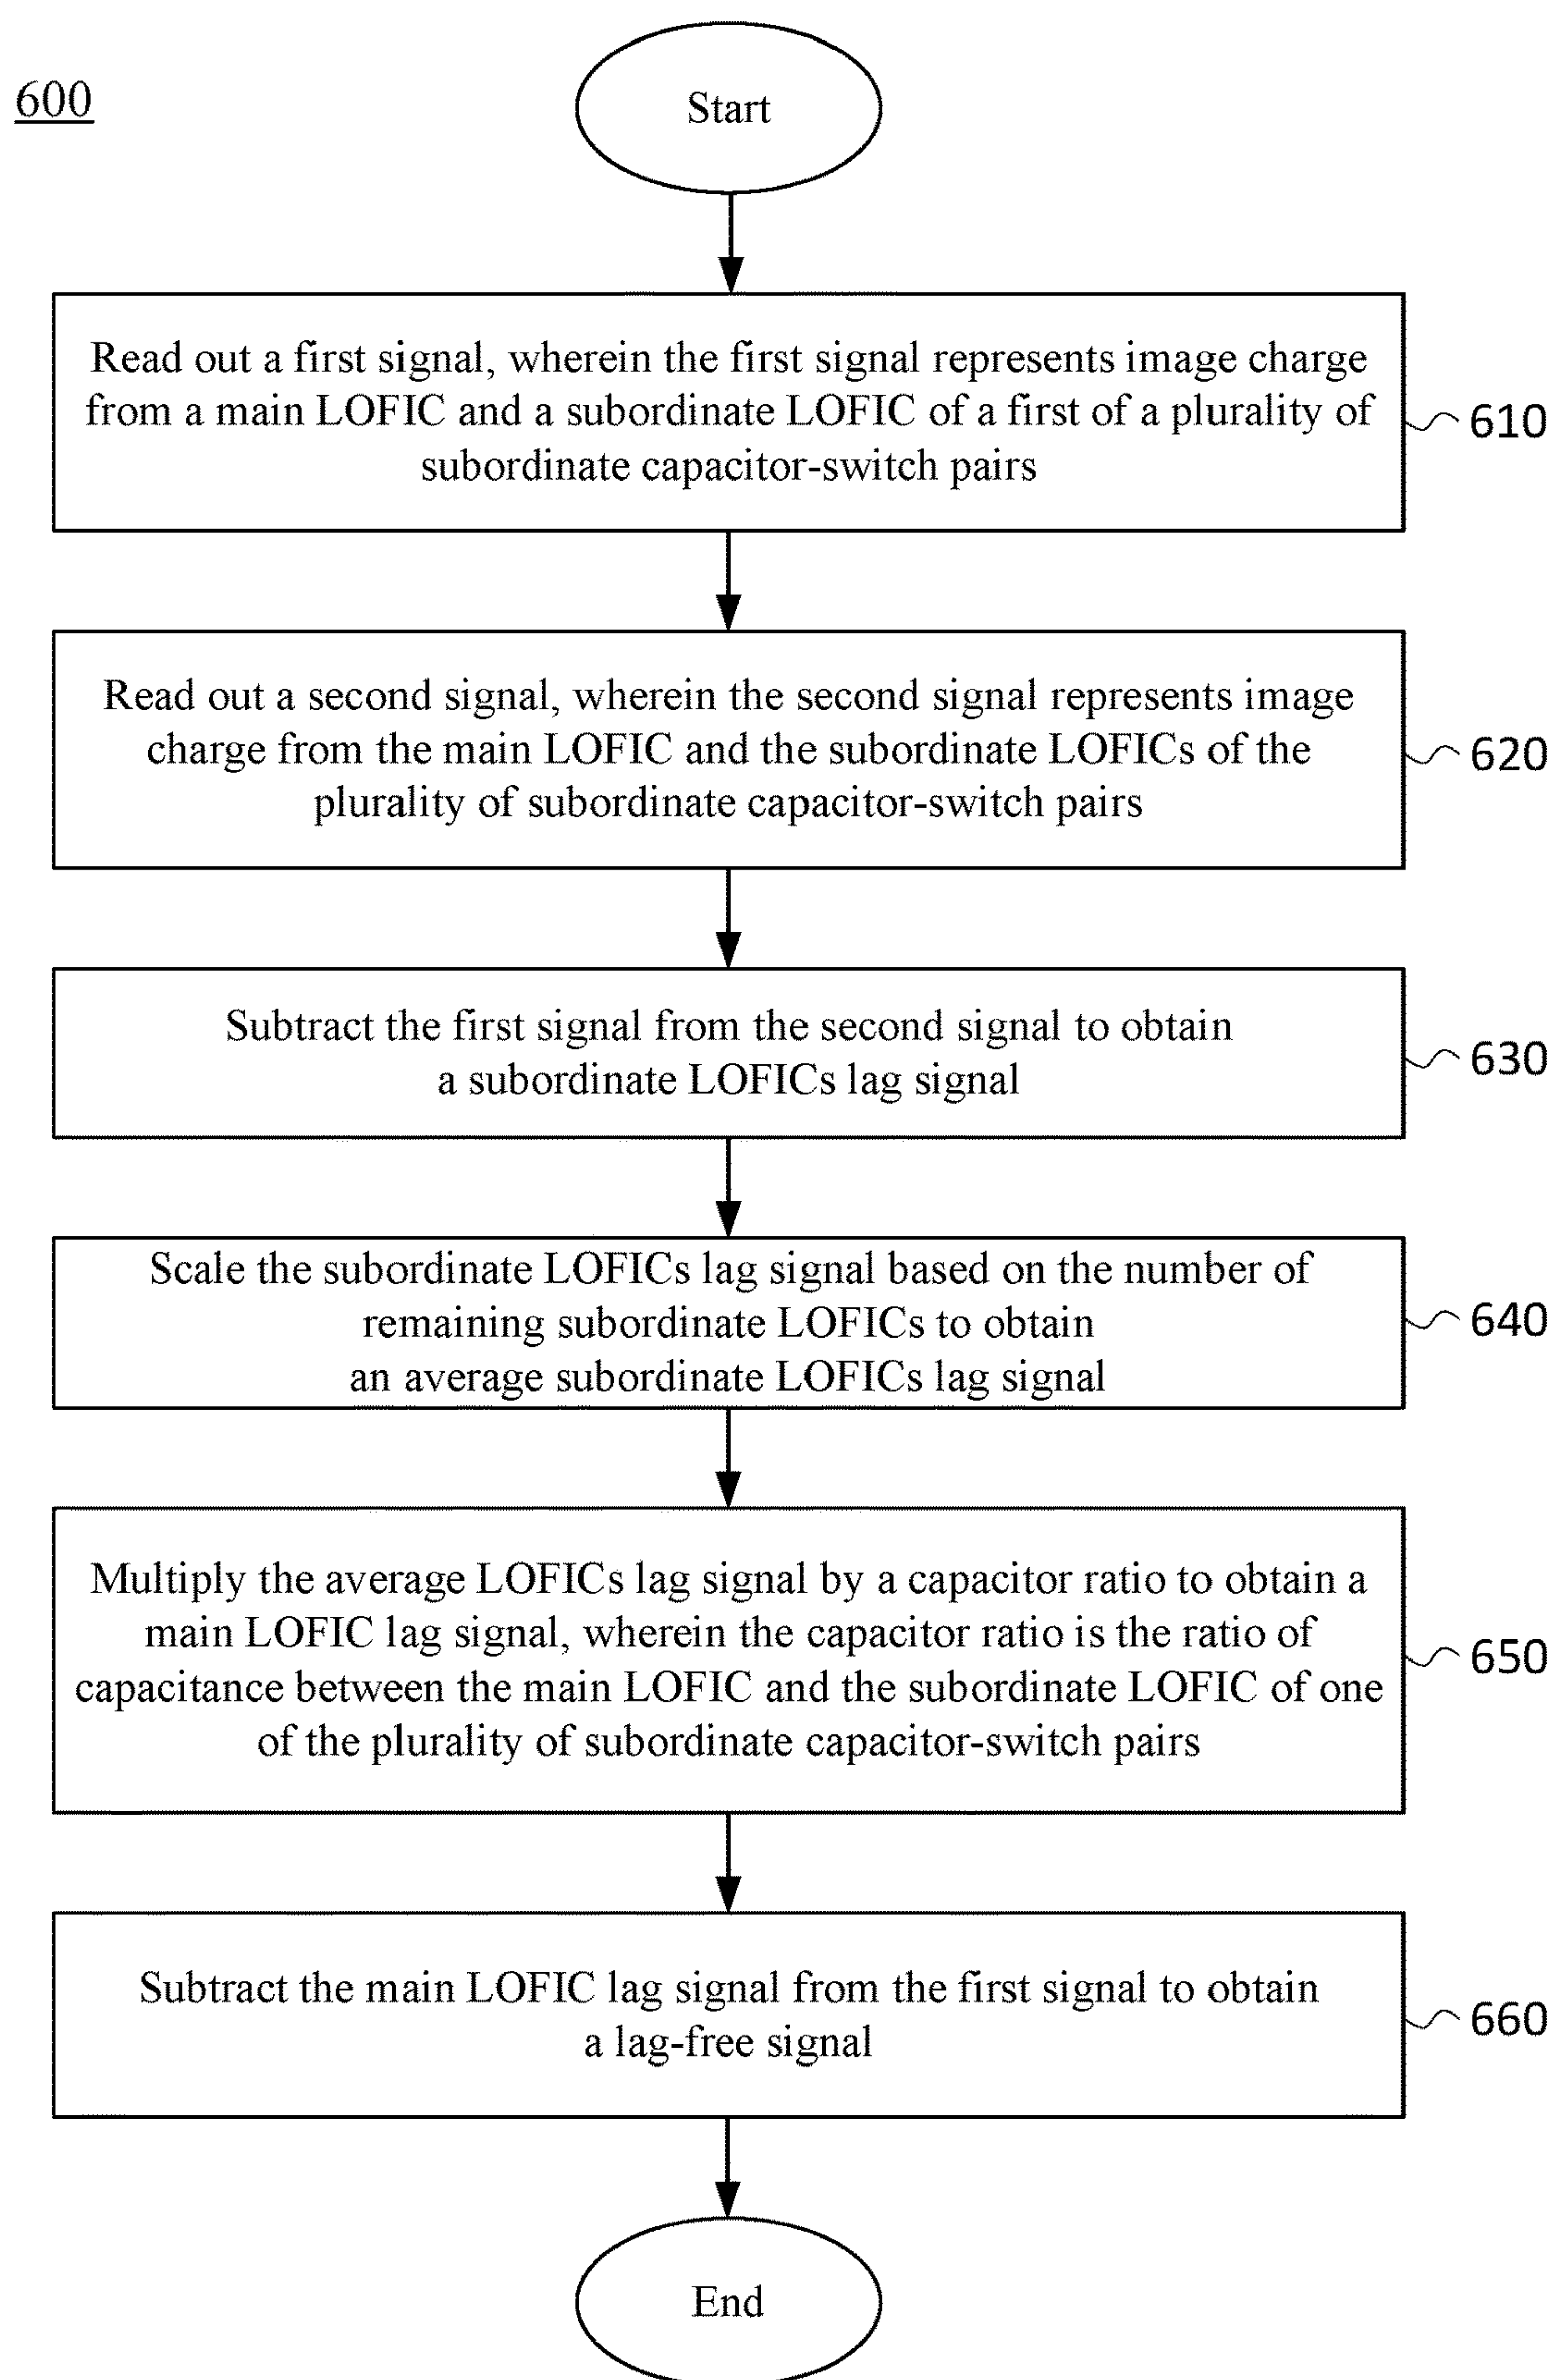 600
Start
Read out a first signal, wherein the first signal represents image charge
from a main LOFIC and a subordinate LOFIC of a first of a plurality of
subordinate capacitor-switch pairs
610
Read out a second signal, wherein the second signal represents image
charge from the main LOFIC and the subordinate LOFICs of the
plurality of subordinate capacitor-switch pairs
620
Subtract the first signal from the second signal to obtain
a subordinate LOFICs lag signal
630
Scale the subordinate LOFICs lag signal based on the number of
remaining subordinate LOFICs to obtain
an average subordinate LOFICs lag signal
640
Multiply the average LOFICs lag signal by a capacitor ratio to obtain a
main LOFIC lag signal, wherein the capacitor ratio is the ratio of
capacitance between the main LOFIC and the subordinate LOFIC of one
of the plurality of subordinate capacitor-switch pairs
650
Subtract the main LOFIC lag signal from the first signal to obtain
a lag-free signal
660
End